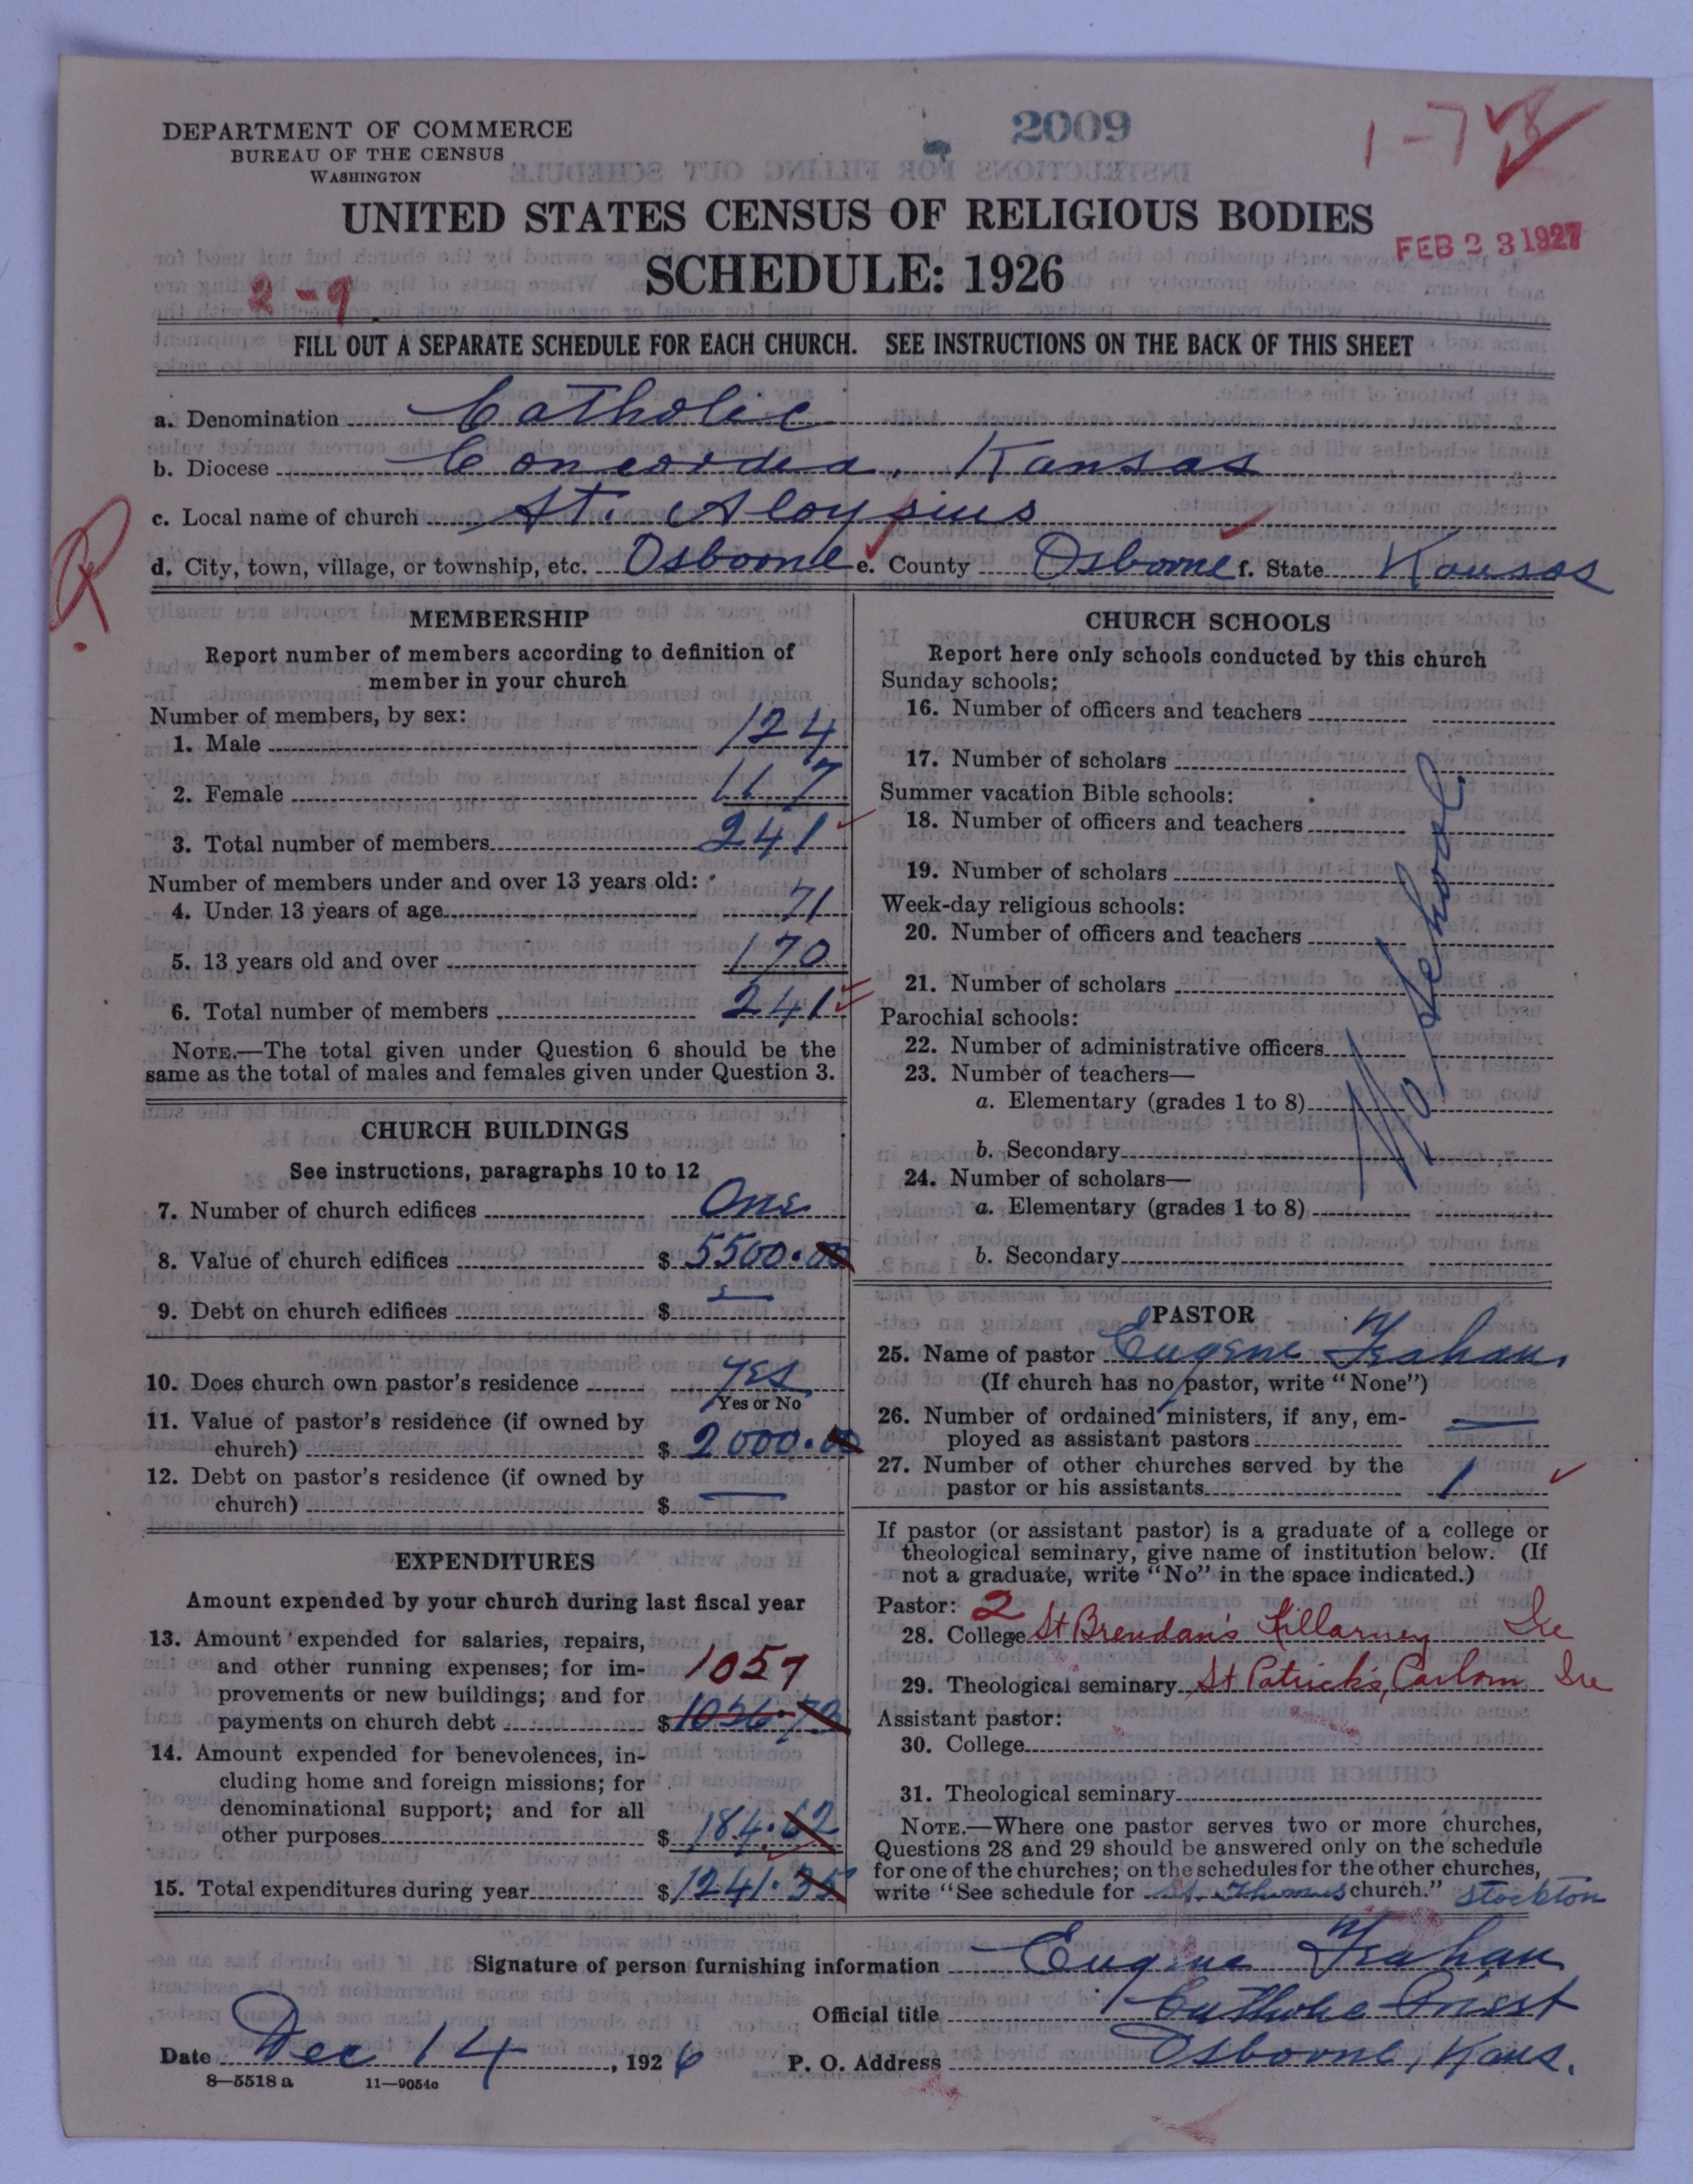 DEPARTMENT OF COMMERCE
BUREAU OF THE CENSUS
WASHINGTON
2009
1-7
UNITED STATES CENSUS OF RELIGIOUS BODIES
FEB 23 1927
SCHEDULE: 1926
2-9
FILL OUT A SEPARATE SCHEDULE FOR EACH CHURCH. SEE INSTRUCTIONS ON THE BACK OF THIS SHEET
a. Denomination Catholic
b. Diocese Concordia, Kansas
c. Local name of church St. Aloysius
d. City, town, village, or township, etc. Osborne e. County Osborne f. State Kansas
R
MEMBERSHIP
Report number of members according to definition of
member in your church
Number of members, by sex:
1. Male 124
2. Female 117
3. Total number of members 241
Number of members under and over 13 years old:
4. Under 13 years of age 71
5. 13 years old and over 170
6. Total number of members 241
NOTE.—The total given under Question 6 should be the
same as the total of males and females given under Question 3.
CHURCH BUILDINGS
See instructions, paragraphs 10 to 12
7. Number of church edifices One
8. Value of church edifices $ 5500.00
9. Debt on church edifices $ —
10. Does church own pastor's residence Yes
Yes or No
11. Value of pastor's residence (if owned by
church) $ 2000.00
12. Debt on pastor's residence (if owned by
church) $ —
EXPENDITURES
Amount expended by your church during last fiscal year
13. Amount expended for salaries, repairs,
and other running expenses; for im-
provements or new buildings; and for
payments on church debt $ 1056.73
1057
14. Amount expended for benevolences, in-
cluding home and foreign missions; for
denominational support; and for all
other purposes $ 184.62
15. Total expenditures during year $ 1241.35
CHURCH SCHOOLS
Report here only schools conducted by this church
Sunday schools:
16. Number of officers and teachers
17. Number of scholars
Summer vacation Bible schools:
18. Number of officers and teachers
19. Number of scholars
Week-day religious schools:
20. Number of officers and teachers
21. Number of scholars
Parochial schools:
22. Number of administrative officers
23. Number of teachers—
a. Elementary (grades 1 to 8)
b. Secondary
24. Number of scholars—
a. Elementary (grades 1 to 8)
b. Secondary
No School
PASTOR
25. Name of pastor Eugene
(If church has no pastor, write "None")
26. Number of ordained ministers, if any, em-
ployed as assistant pastors —
27. Number of other churches served by the
pastor or his assistants 1
If pastor (or assistant pastor) is a graduate of a college or
theological seminary, give name of institution below. (If
not a graduate, write "No" in the space indicated.)
Pastor: 2
28. College St Brendan's Killarney Ire
29. Theological seminary St Patrick's, Carlow Ire
Assistant pastor:
30. College
31. Theological seminary
NOTE.—Where one pastor serves two or more churches,
Questions 28 and 29 should be answered only on the schedule
for one of the churches; on the schedules for the other churches,
write "See schedule for St. Thomas church." Stockton
Signature of person furnishing information Eugene
Official title Catholic Priest
Date Dec 14, 1926 P. O. Address Osborne, Kans.
8—5518a 11—9054c